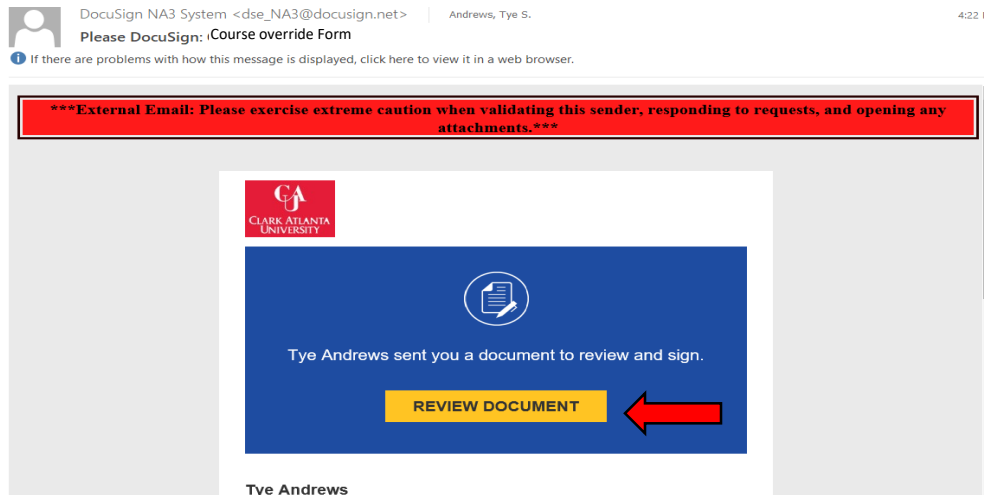 DocuSign NA3 System <dse_NA3@docusign.net> Andrews, Tye S. 4:22
Please DocuSign: Course override Form
If there are problems with how this message is displayed, click here to view it in a web browser.
***External Email: Please exercise extreme caution when validating this sender, responding to requests, and opening any
attachments.***
CAU
CLARK ATLANTA
UNIVERSITY
Tye Andrews sent you a document to review and sign.
REVIEW DOCUMENT
Tye Andrews